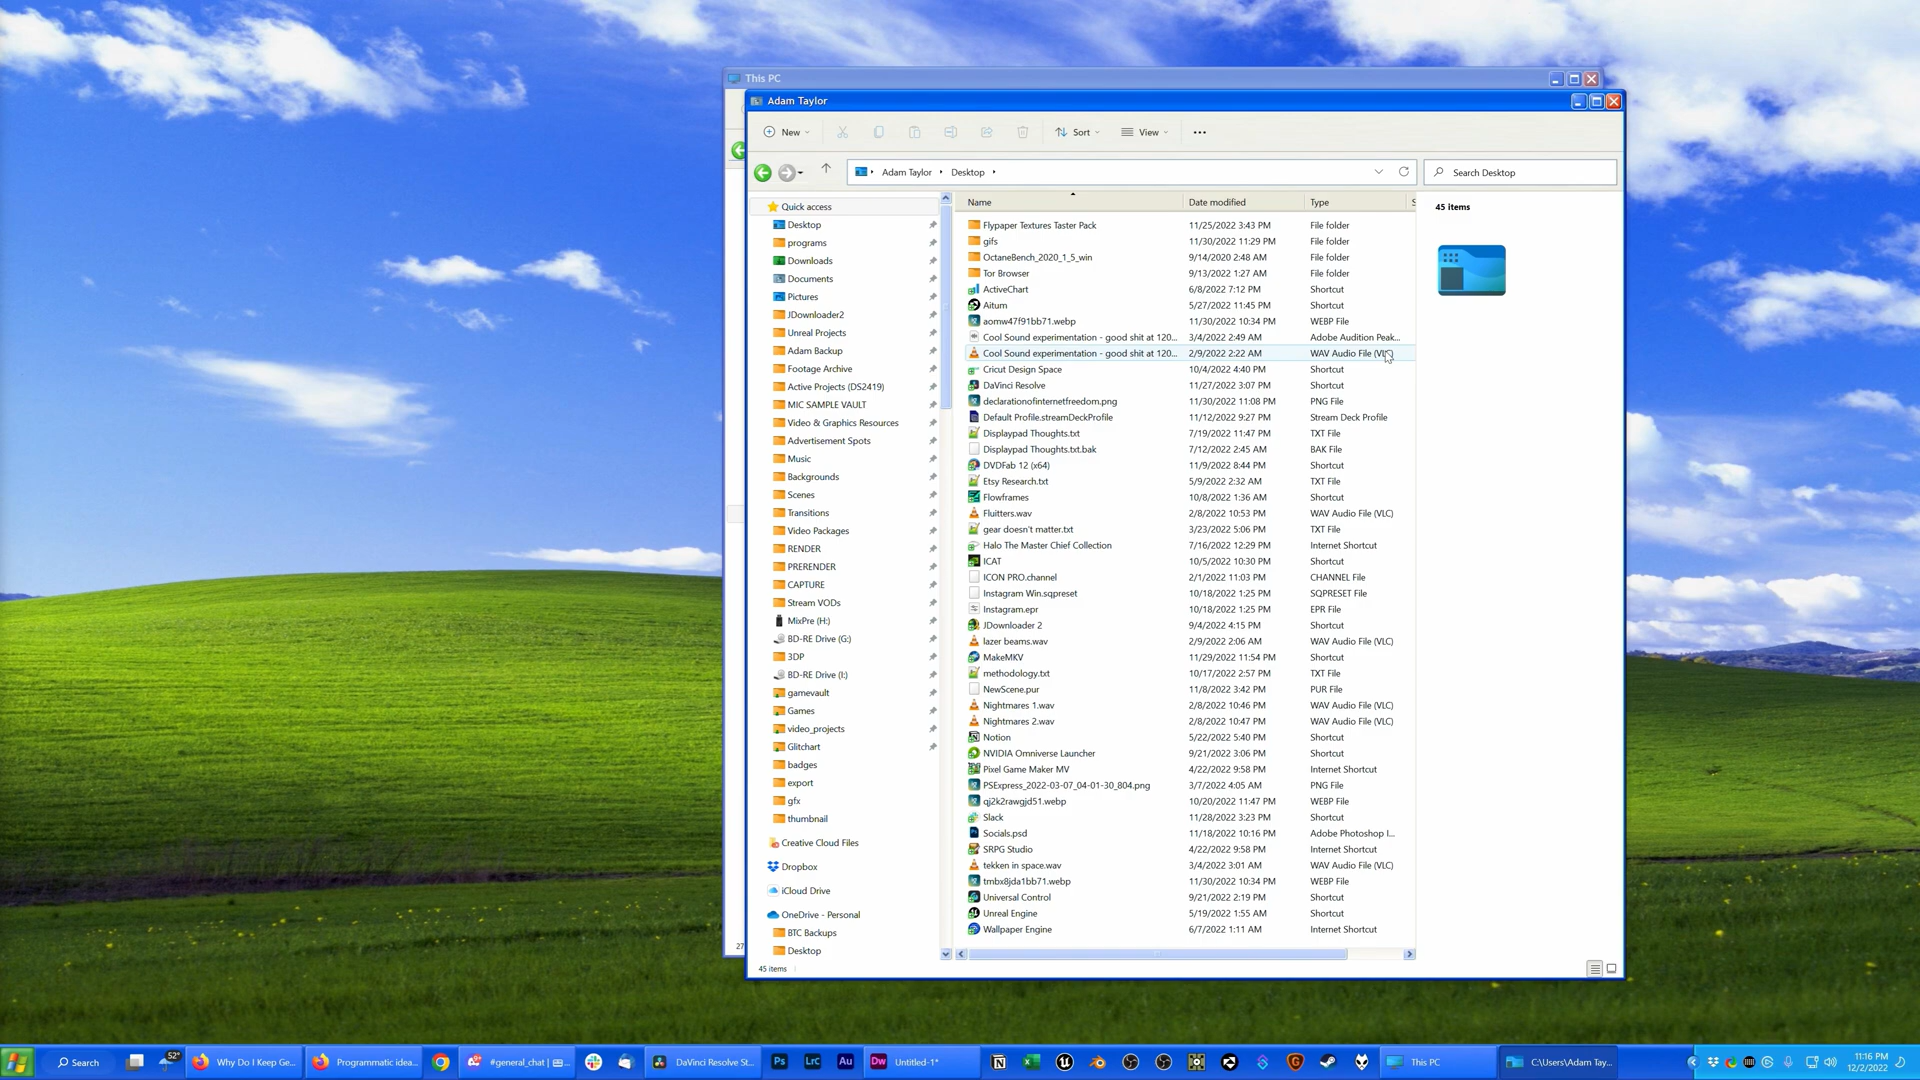 This PC
Adam Taylor
New
Sort
View
Adam Taylor
Desktop
Search Desktop
Quick access
Desktop
programs
Downloads
Documents
Pictures
JDownloader2
Unreal Projects
Adam Backup
Footage Archive
Active Projects (DS2419)
MIC SAMPLE VAULT
Video & Graphics Resources
Advertisement Spots
Music
Backgrounds
Scenes
Transitions
Video Packages
RENDER
PRERENDER
CAPTURE
Stream VODs
MixPre (H:)
BD-RE Drive (G:)
3DP
BD-RE Drive (I:)
gamevault
Games
video_projects
Glitchart
badges
export
gfx
thumbnail
Creative Cloud Files
Dropbox
iCloud Drive
OneDrive - Personal
BTC Backups
Desktop
Name Date modified Type S
Flypaper Textures Taster Pack 11/25/2022 3:43 PM File folder
gifs 11/30/2022 11:29 PM File folder
OctaneBench_2020_1_5_win 9/14/2020 2:48 AM File folder
Tor Browser 9/13/2022 1:27 AM File folder
ActiveChart 6/8/2022 7:12 PM Shortcut
Aitum 5/27/2022 11:45 PM Shortcut
aomw47f91bb71.webp 11/30/2022 10:34 PM WEBP File
Cool Sound experimentation - good shit at 120... 3/4/2022 2:49 AM Adobe Audition Peak...
Cool Sound experimentation - good shit at 120... 2/9/2022 2:22 AM WAV Audio File (VLC)
Cricut Design Space 10/4/2022 4:40 PM Shortcut
DaVinci Resolve 11/27/2022 3:07 PM Shortcut
declarationofinternetfreedom.png 11/30/2022 11:08 PM PNG File
Default Profile.streamDeckProfile 11/12/2022 9:27 PM Stream Deck Profile
Displaypad Thoughts.txt 7/19/2022 11:47 PM TXT File
Displaypad Thoughts.txt.bak 7/12/2022 2:45 AM BAK File
DVDFab 12 (x64) 11/9/2022 8:44 PM Shortcut
Etsy Research.txt 5/9/2022 2:32 AM TXT File
Flowframes 10/8/2022 1:36 AM Shortcut
Fluitters.wav 2/8/2022 10:53 PM WAV Audio File (VLC)
gear doesn't matter.txt 3/23/2022 5:06 PM TXT File
Halo The Master Chief Collection 7/16/2022 12:29 PM Internet Shortcut
ICAT 10/5/2022 10:30 PM Shortcut
ICON PRO.channel 2/1/2022 11:03 PM CHANNEL File
Instagram Win.sqpreset 10/18/2022 1:25 PM SQPRESET File
Instagram.epr 10/18/2022 1:25 PM EPR File
JDownloader 2 9/4/2022 4:15 PM Shortcut
lazer beams.wav 2/9/2022 2:06 AM WAV Audio File (VLC)
MakeMKV 11/29/2022 11:54 PM Shortcut
methodology.txt 10/17/2022 2:57 PM TXT File
NewScene.pur 11/8/2022 3:42 PM PUR File
Nightmares 1.wav 2/8/2022 10:46 PM WAV Audio File (VLC)
Nightmares 2.wav 2/8/2022 10:47 PM WAV Audio File (VLC)
Notion 5/22/2022 5:40 PM Shortcut
NVIDIA Omniverse Launcher 9/21/2022 3:06 PM Shortcut
Pixel Game Maker MV 4/22/2022 9:58 PM Internet Shortcut
PSExpress_2022-03-07_04-01-30_804.png 3/7/2022 4:05 AM PNG File
qj2k2rawgjd51.webp 10/20/2022 11:47 PM WEBP File
Slack 11/28/2022 3:23 PM Shortcut
Socials.psd 11/18/2022 10:16 PM Adobe Photoshop I...
SRPG Studio 4/22/2022 9:58 PM Internet Shortcut
tekken in space.wav 3/4/2022 3:01 AM WAV Audio File (VLC)
tmbx8jda1bb71.webp 11/30/2022 10:34 PM WEBP File
Universal Control 9/21/2022 2:19 PM Shortcut
Unreal Engine 5/19/2022 1:55 AM Shortcut
Wallpaper Engine 6/7/2022 1:11 AM Internet Shortcut
45 items
27
45 items
Search
52°
Why Do I Keep Ge...
Programmatic idea...
#general_chat |
DaVinci Resolve St...
Ps
Lrc
Au
Dw
Untitled-1*
This PC
C:\Users\Adam Tay...
11:16 PM
12/2/2022